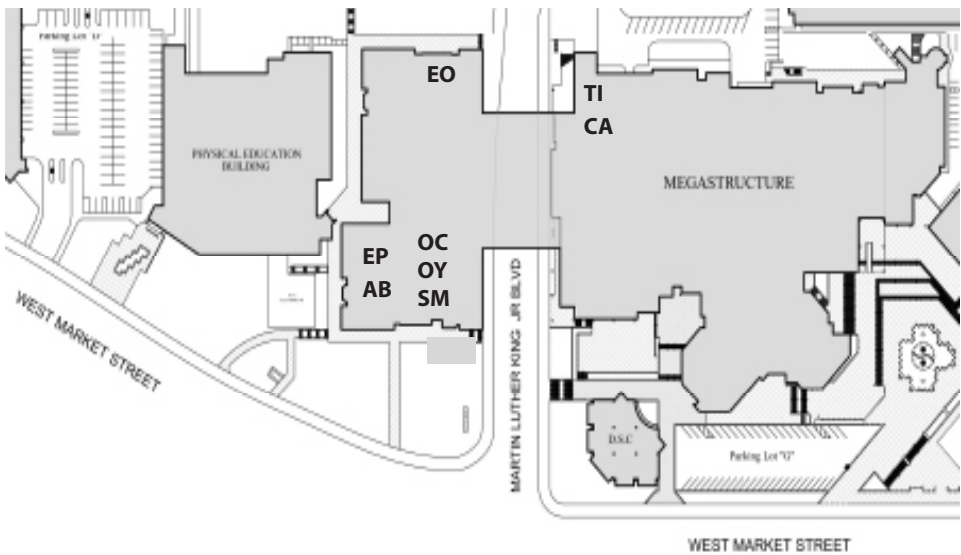 Parking Lot "D"
EO
TI
CA
PHYSICAL EDUCATION
BUILDING
MEGASTRUCTURE
EP
AB
OC
OY
SM
WEST MARKET STREET
MARTIN LUTHER KING JR BLVD
D.S.C
Parking Lot "G"
WEST MARKET STREET